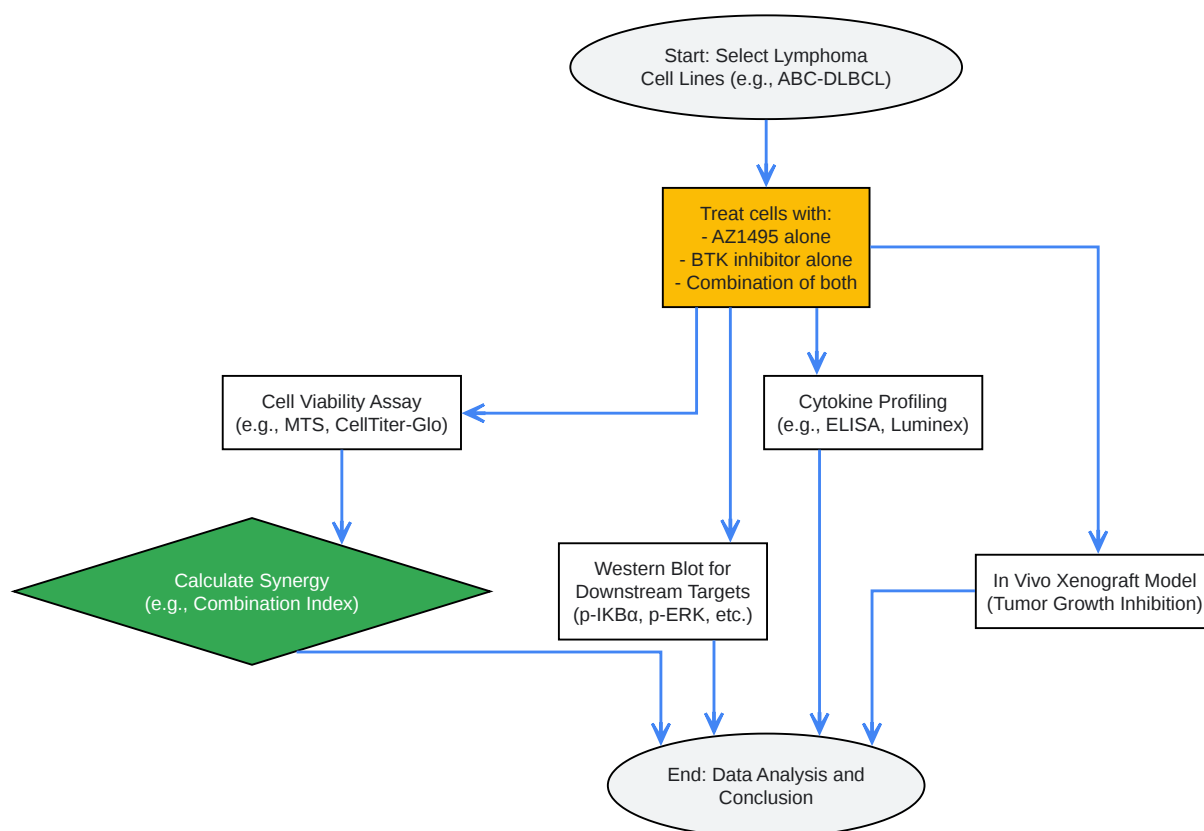 Start: Select Lymphoma
Cell Lines (e.g., ABC-DLBCL)
Treat cells with:
- AZ1495 alone
- BTK inhibitor alone
- Combination of both
Cell Viability Assay
(e.g., MTS, CellTiter-Glo)
Cytokine Profiling
(e.g., ELISA, Luminex)
Calculate Synergy
(e.g., Combination Index)
Western Blot for
Downstream Targets
(p-IKBα, p-ERK, etc.)
In Vivo Xenograft Model
(Tumor Growth Inhibition)
End: Data Analysis and
Conclusion